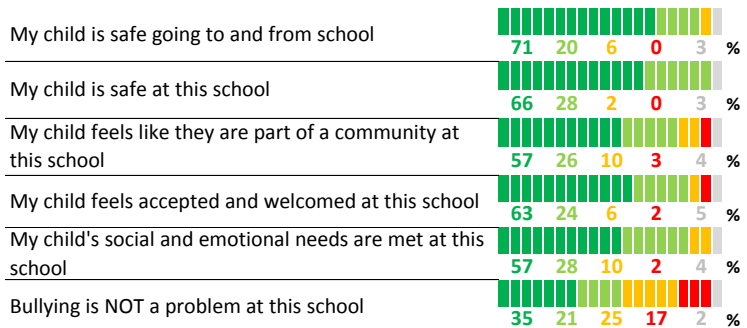 My child is safe going to and from school
71 20 6 0 3 %
My child is safe at this school
66 28 2 0 3 %
My child feels like they are part of a community at
this school
57 26 10 3 4 %
My child feels accepted and welcomed at this school
63 24 6 2 5 %
My child's social and emotional needs are met at this
school
57 28 10 2 4 %
Bullying is NOT a problem at this school
35 21 25 17 2 %